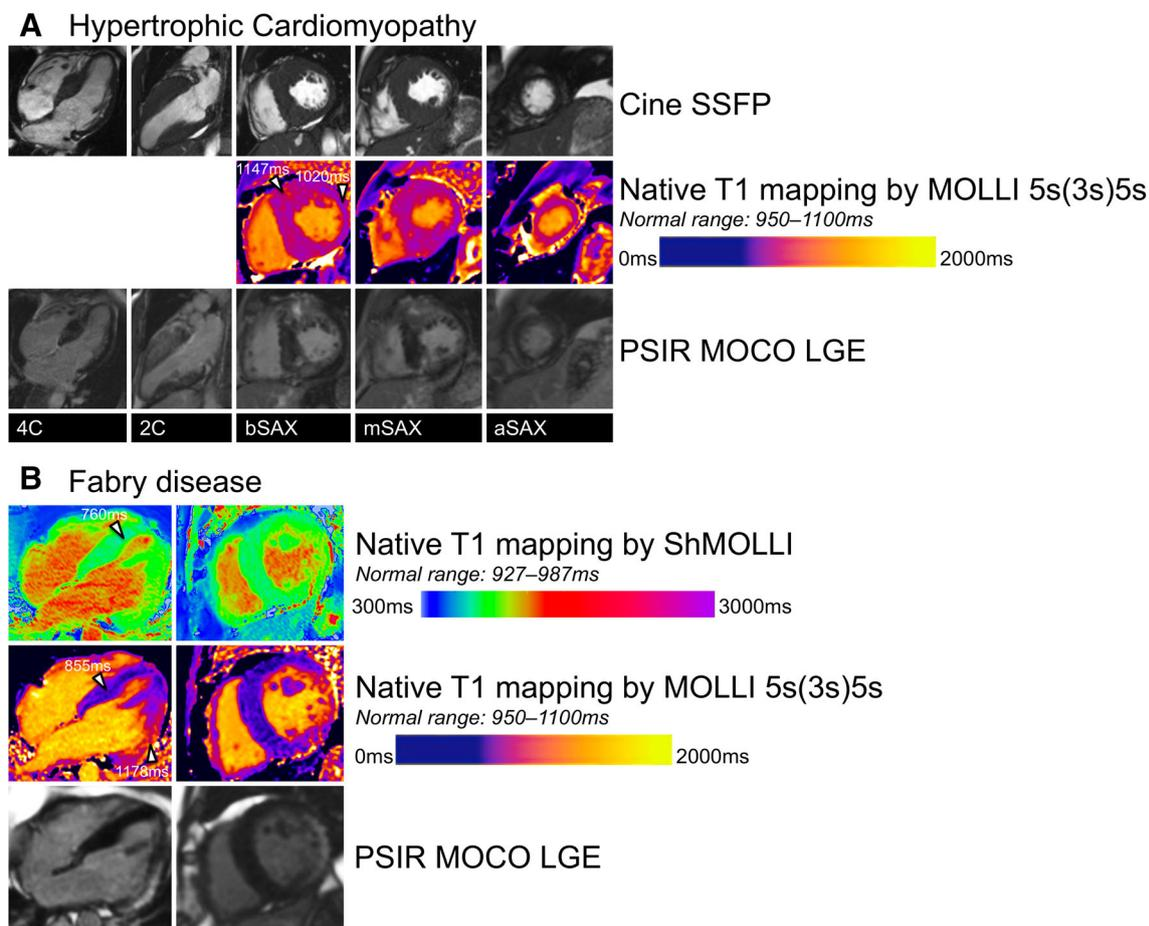 A Hypertrophic Cardiomyopathy
Cine SSFP
1147ms 1020ms
Native T1 mapping by MOLLI 5s(3s)5s
Normal range: 950–1100ms
0ms 2000ms
PSIR MOCO LGE
4C 2C bSAX mSAX aSAX
B Fabry disease
760ms
Native T1 mapping by ShMOLLI
Normal range: 927–987ms
300ms 3000ms
855ms
Native T1 mapping by MOLLI 5s(3s)5s
Normal range: 950–1100ms
0ms 2000ms
1178ms
PSIR MOCO LGE